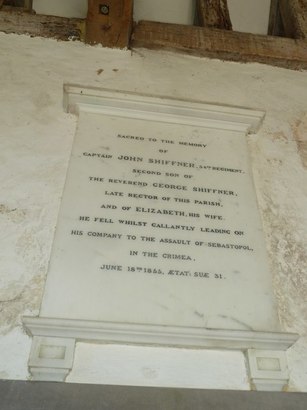 SACRED TO THE MEMORY
OF
CAPTAIN JOHN SHIFFNER, REGIMENT.
SECOND SON OF
THE REVEREND GEORGE SHIFFNER,
LATE RECTOR OF THIS PARISH,
AND OF ELIZABETH, HIS WIFE.
HE FELL WHILST GALLANTLY LEADING ON
HIS COMPANY TO THE ASSAULT OF SEBASTOPOL,
IN THE CRIMEA.
JUNE 18TH 1855, ÆTAT: SUÆ 31.